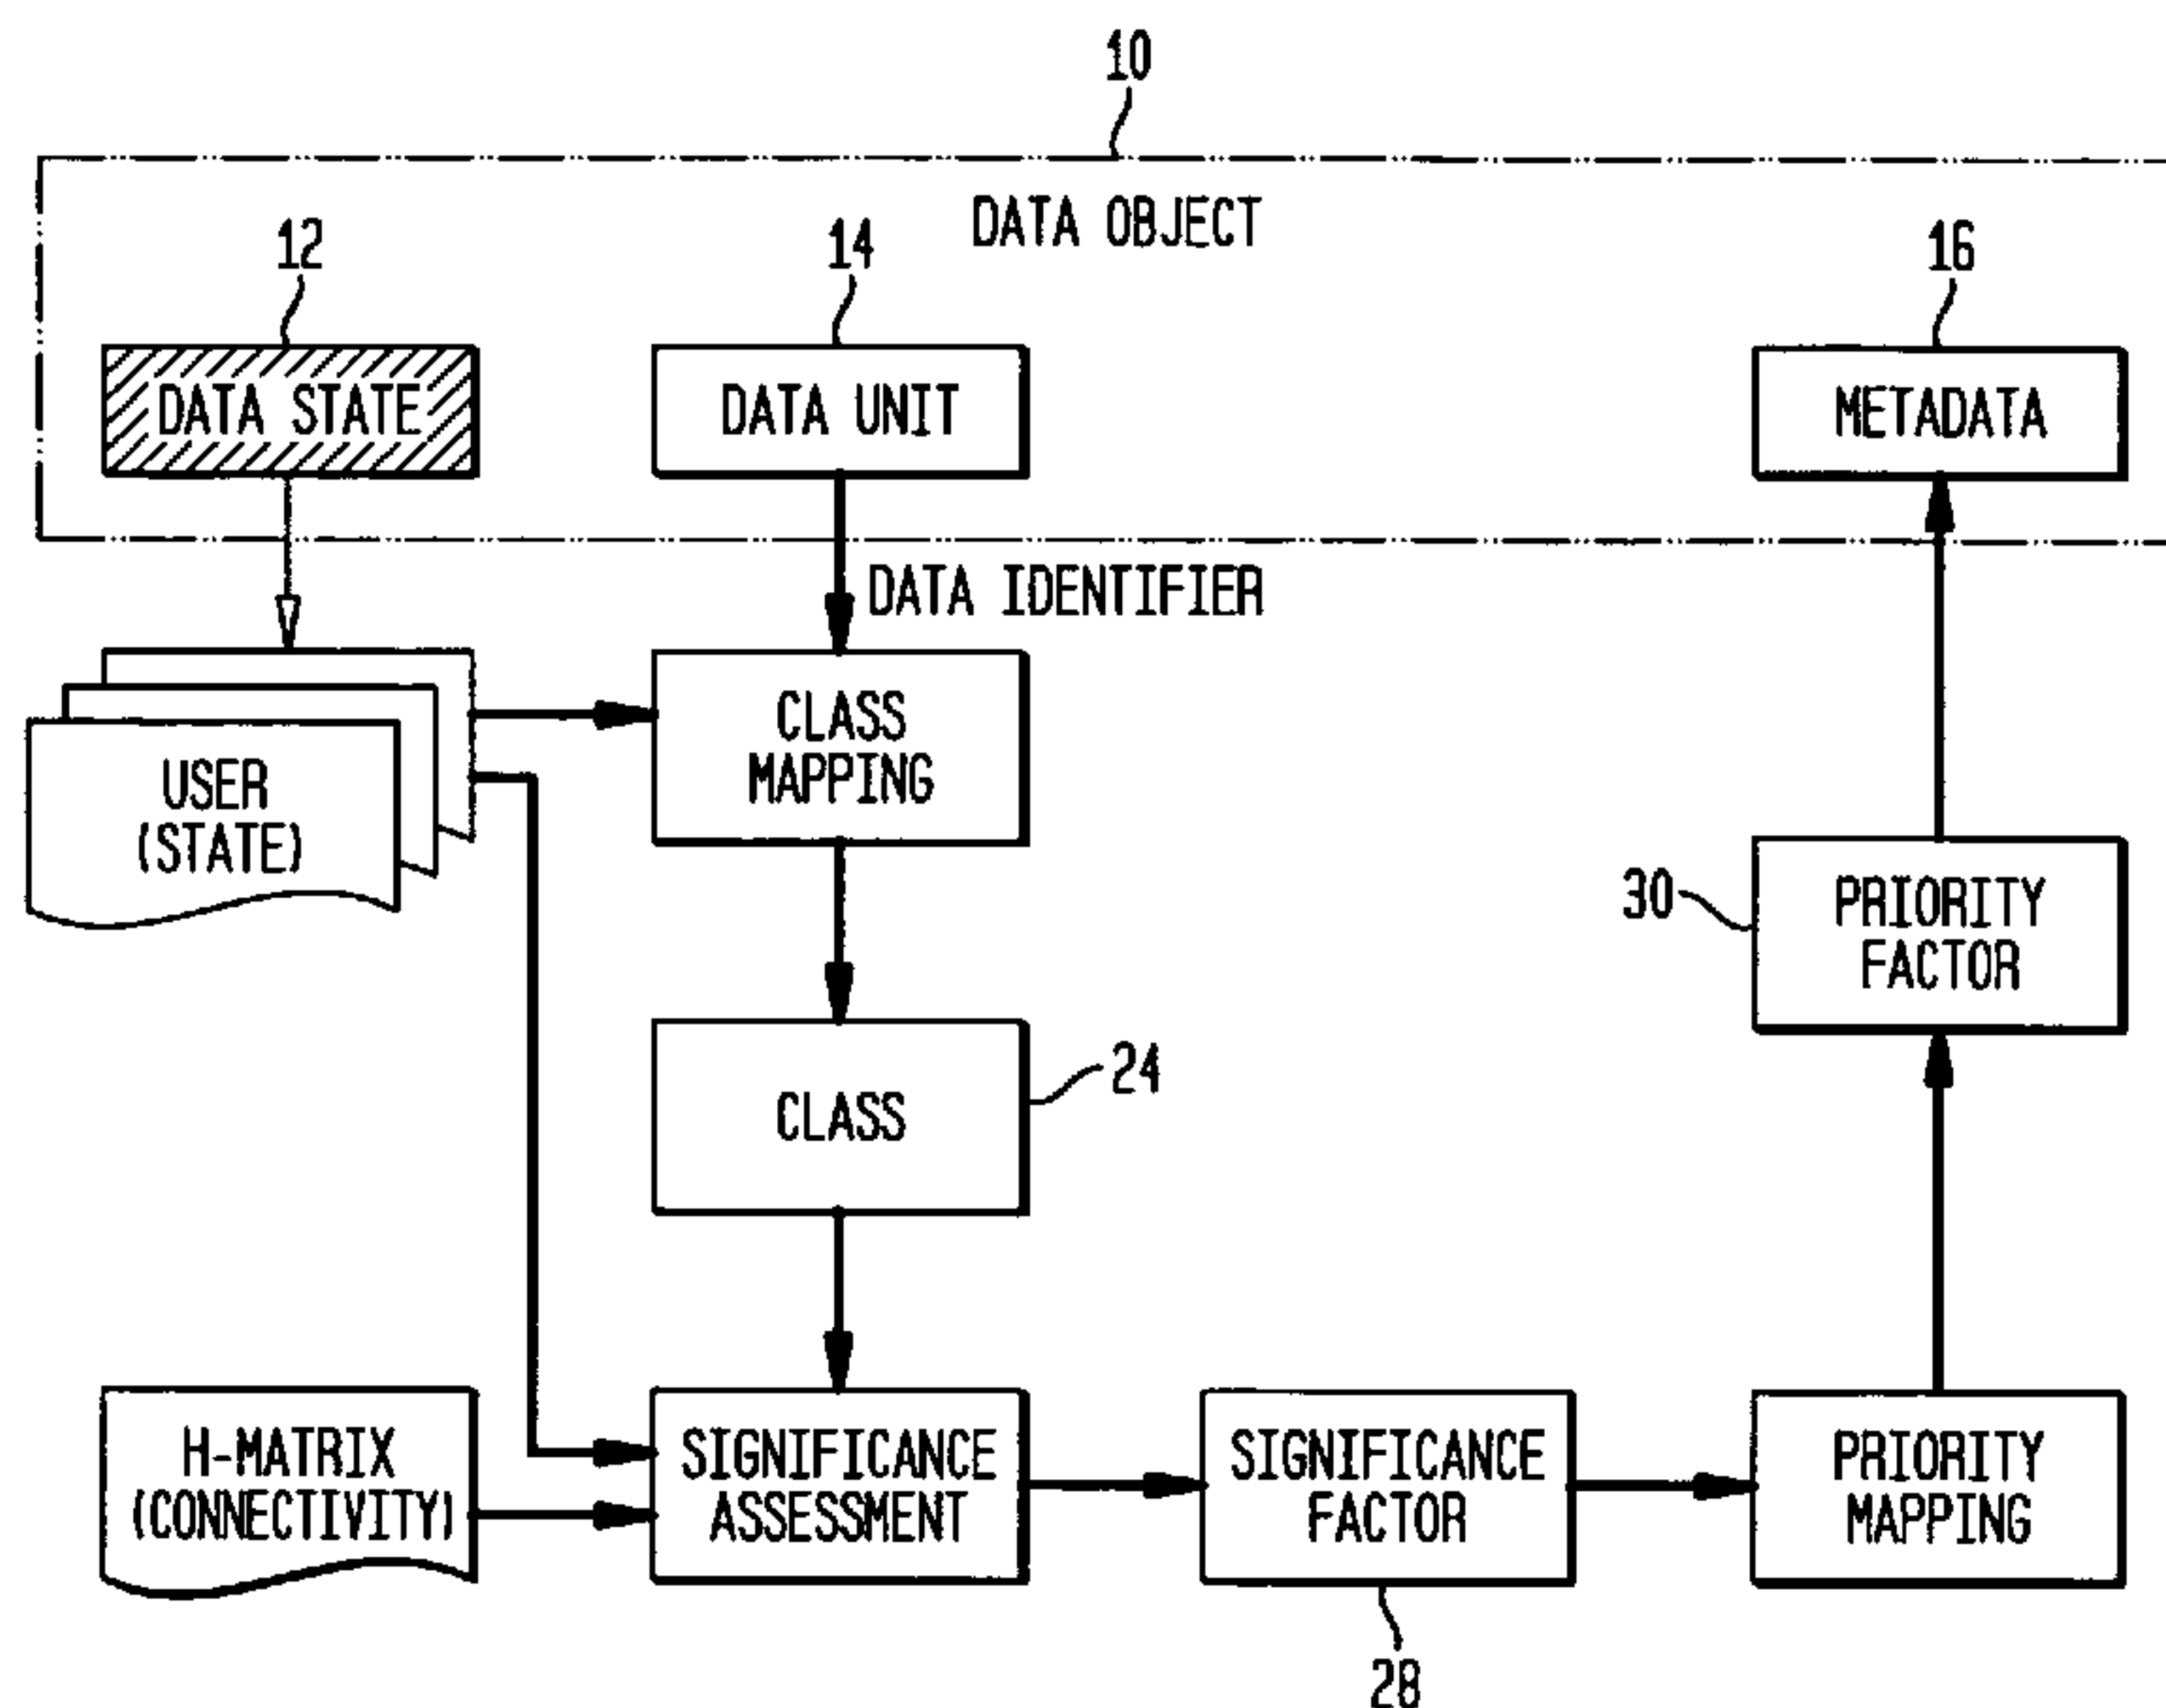 10
DATA OBJECT
12
14
16
DATA STATE
DATA UNIT
METADATA
DATA IDENTIFIER
CLASS
MAPPING
USER
(STATE)
30
PRIORITY
FACTOR
24
CLASS
H-MATRIX
(CONNECTIVITY)
SIGNIFICANCE
ASSESSMENT
SIGNIFICANCE
FACTOR
PRIORITY
MAPPING
28